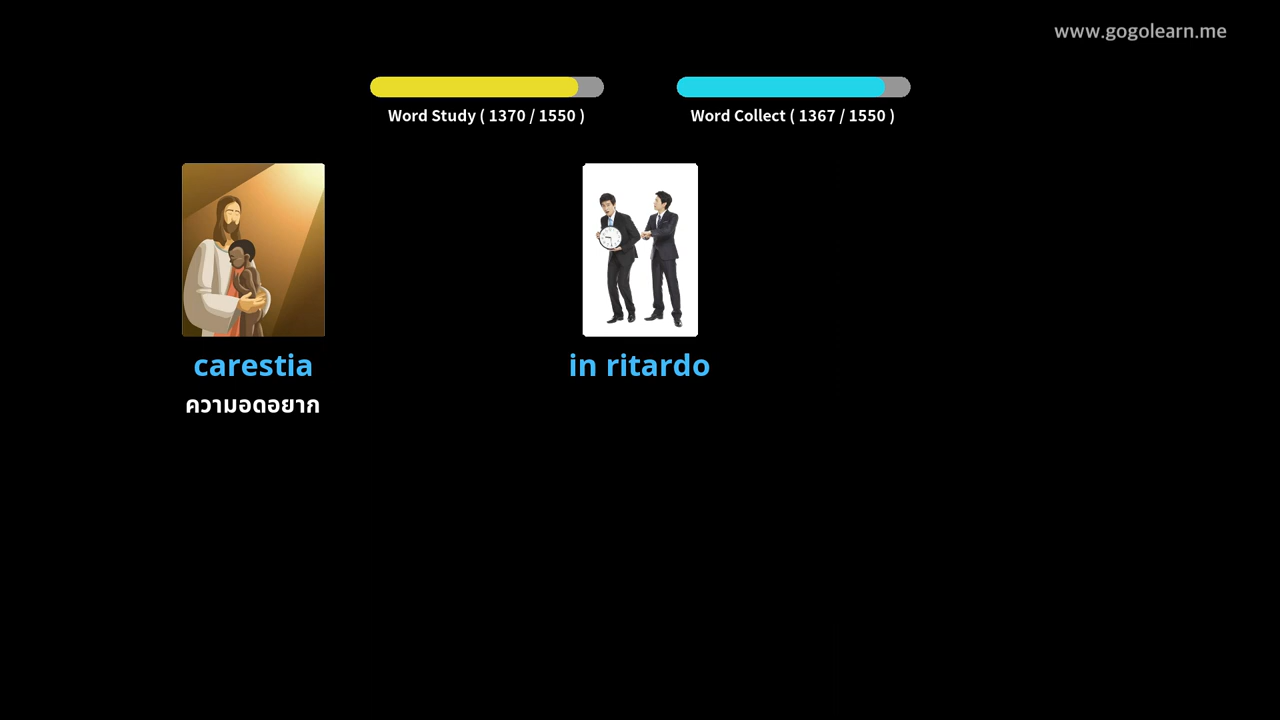 www.gogolearn.me
Word Study ( 1370 / 1550 )
Word Collect ( 1367 / 1550 )
carestia
in ritardo
ความอดอยาก